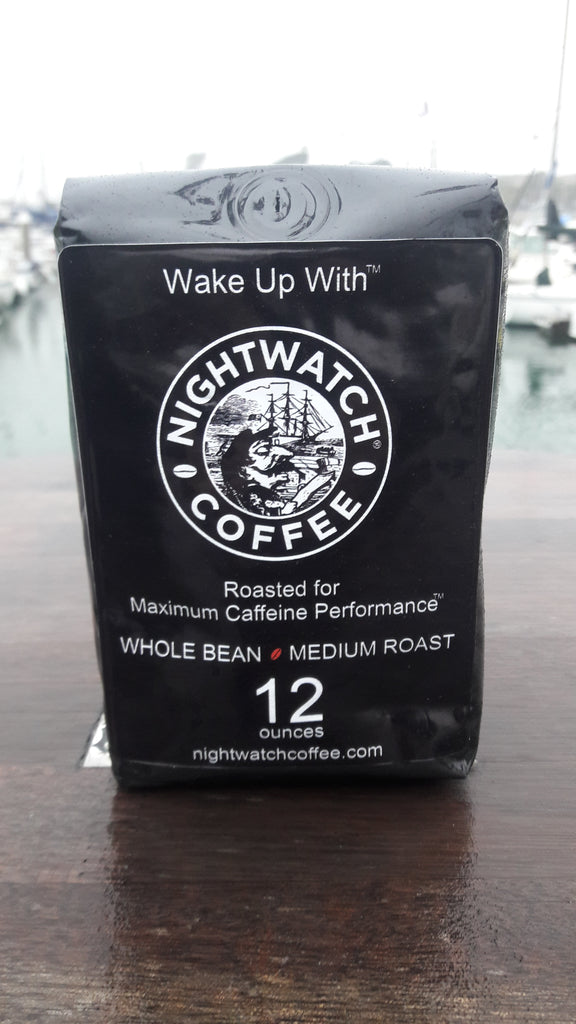 Wake Up With™
NIGHTWATCH®
COFFEE
Roasted for
Maximum Caffeine Performance™
WHOLE BEAN MEDIUM ROAST
12
ounces
nightwatchcoffee.com